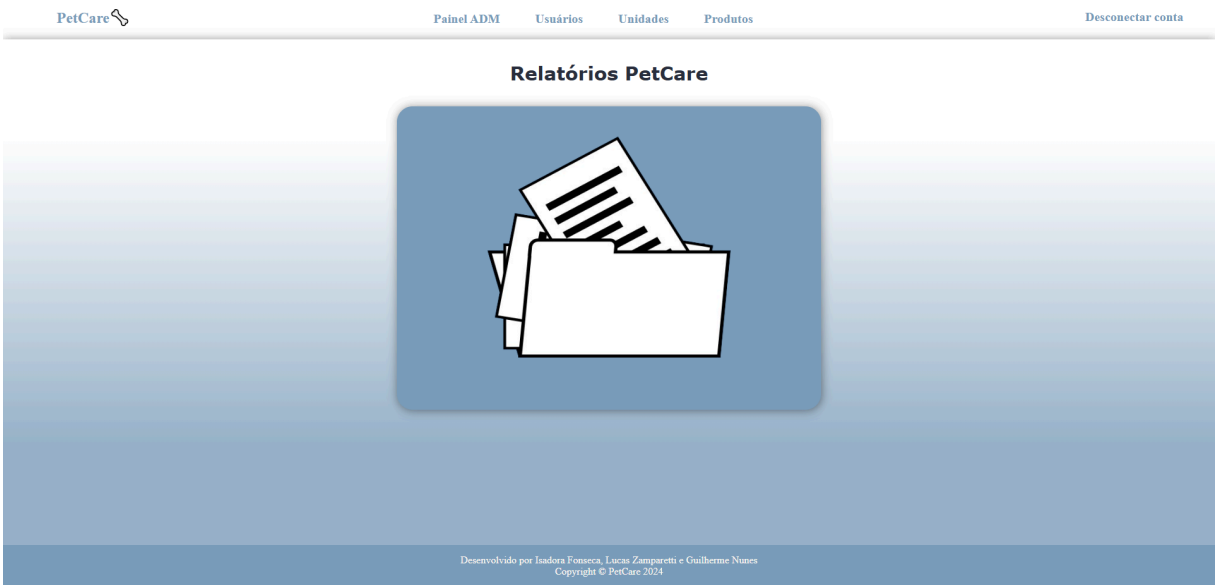 PetCare
Painel ADM Usuários Unidades Produtos
Desconectar conta
Relatórios PetCare
Desenvolvido por Isadora Fonseca, Lucas Zamparetti e Guilherme Nunes
Copyright © PetCare 2024